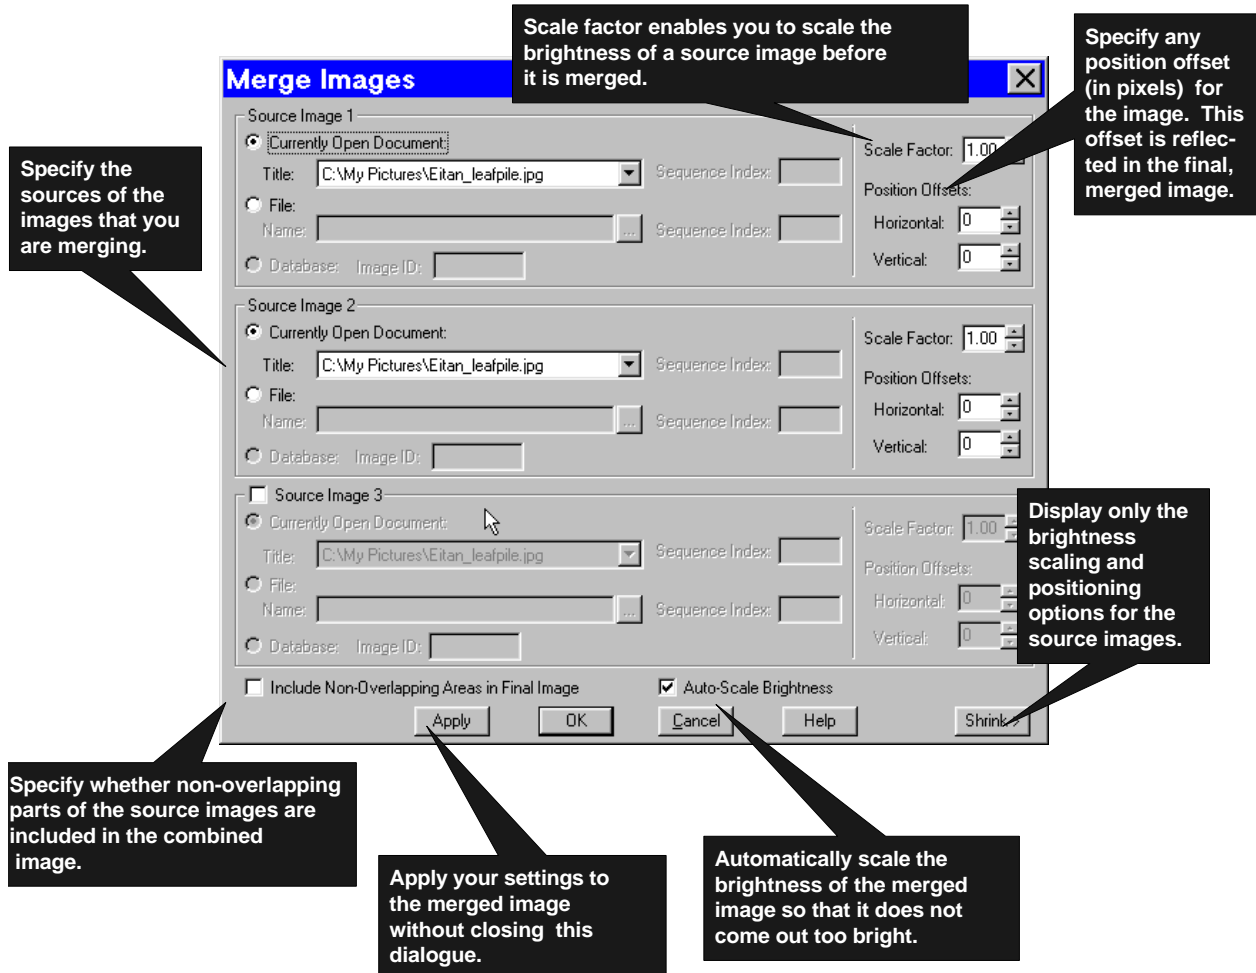 Scale factor enables you to scale the
brightness of a source image before
it is merged.
Specify any
position offset
(in pixels) for
the image. This
offset is reflec-
ted in the final,
merged image.
Specify the
sources of the
images that you
are merging.
Merge Images
Source Image 1
Currently Open Document:
Title: C:\My Pictures\Eitan_leafpile.jpg Sequence Index:
File:
Name: ... Sequence Index:
Database: Image ID:
Scale Factor: 1.00
Position Offsets:
Horizontal: 0
Vertical: 0
Source Image 2
Currently Open Document:
Title: C:\My Pictures\Eitan_leafpile.jpg Sequence Index:
File:
Name: ... Sequence Index:
Database: Image ID:
Scale Factor: 1.00
Position Offsets:
Horizontal: 0
Vertical: 0
Source Image 3
Currently Open Document:
Title: C:\My Pictures\Eitan_leafpile.jpg Sequence Index:
File:
Name: ... Sequence Index:
Database: Image ID:
Scale Factor: 1.00
Position Offsets:
Horizontal: 0
Vertical: 0
Display only the
brightness
scaling and
positioning
options for the
source images.
Include Non-Overlapping Areas in Final Image
Auto-Scale Brightness
Apply OK Cancel Help Shrink >
Specify whether non-overlapping
parts of the source images are
included in the combined
image.
Apply your settings to
the merged image
without closing this
dialogue.
Automatically scale the
brightness of the merged
image so that it does not
come out too bright.